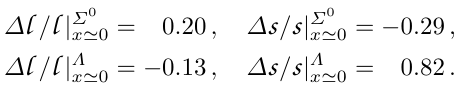 Δl/l|^{Σ^0}_{x≃0} = 0.20 , Δs/s|^{Σ^0}_{x≃0} = −0.29 ,
Δl/l|^{Λ}_{x≃0} = −0.13 , Δs/s|^{Λ}_{x≃0} = 0.82 .